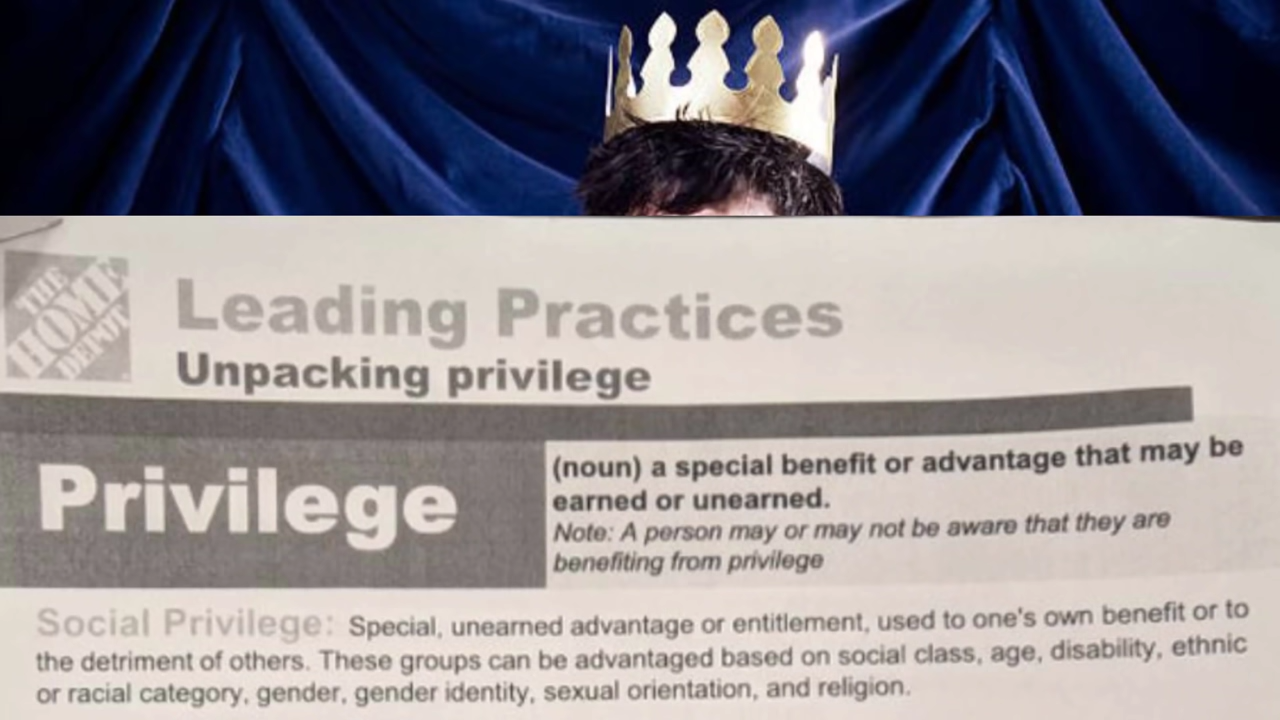 THE
HOME
DEPOT
Leading Practices
Unpacking privilege
Privilege
(noun) a special benefit or advantage that may be
earned or unearned.
Note: A person may or may not be aware that they are
benefiting from privilege
Social Privilege: Special, unearned advantage or entitlement, used to one's own benefit or to
the detriment of others. These groups can be advantaged based on social class, age, disability, ethnic
or racial category, gender, gender identity, sexual orientation, and religion.